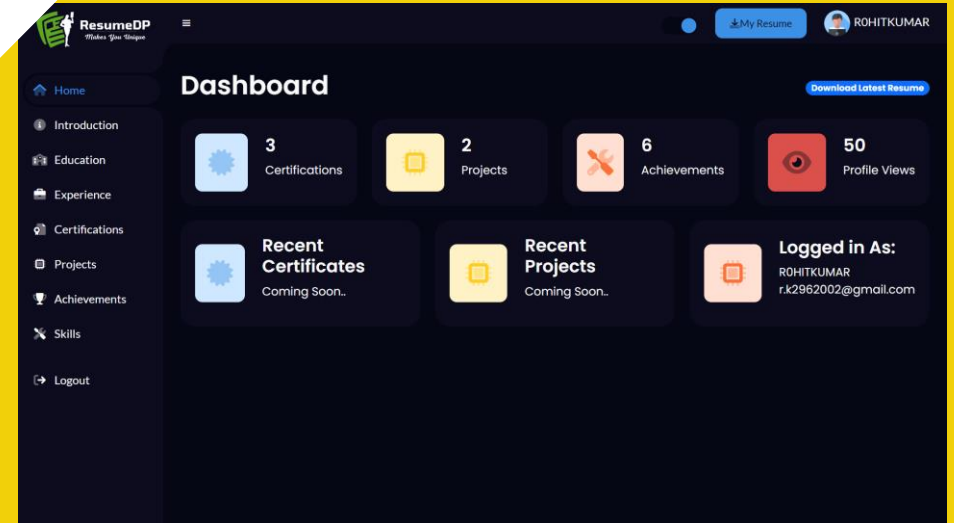 ResumeDP
Makes You Unique
My Resume
R0HITKUMAR
Home
Introduction
Education
Experience
Certifications
Projects
Achievements
Skills
Logout
Dashboard
Download Latest Resume
3
Certifications
2
Projects
6
Achievements
50
Profile Views
Recent
Certificates
Coming Soon..
Recent
Projects
Coming Soon..
Logged in As:
R0HITKUMAR
r.k2962002@gmail.com